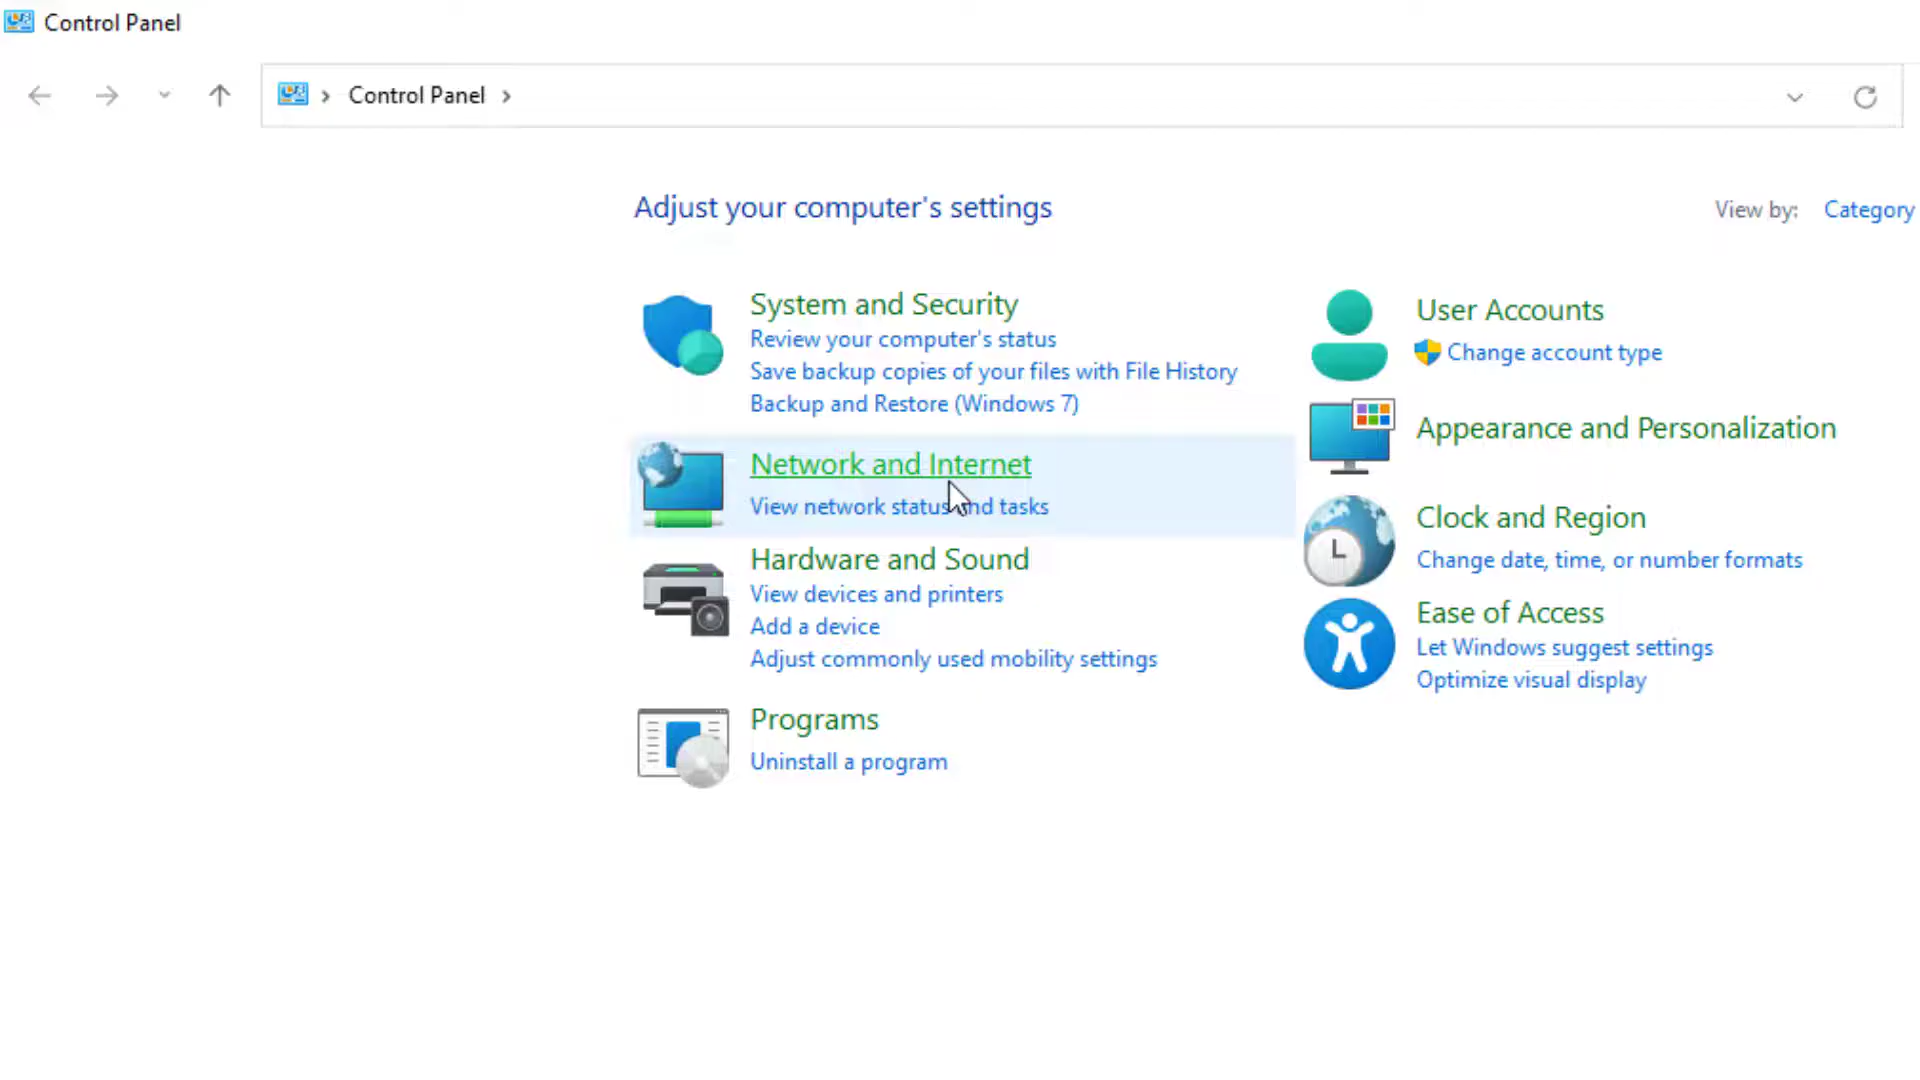 Control Panel
Control Panel
Adjust your computer's settings
View by: Category
System and Security
Review your computer's status
Save backup copies of your files with File History
Backup and Restore (Windows 7)
Network and Internet
View network status and tasks
Hardware and Sound
View devices and printers
Add a device
Adjust commonly used mobility settings
Programs
Uninstall a program
User Accounts
Change account type
Appearance and Personalization
Clock and Region
Change date, time, or number formats
Ease of Access
Let Windows suggest settings
Optimize visual display